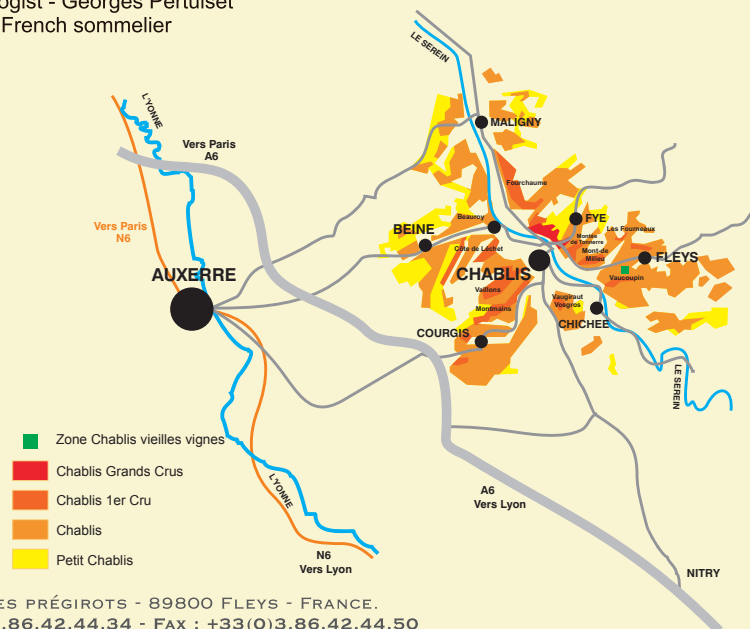 ogist - Georges Pertuiset
French sommelier
LE SEREIN
L'YONNE
Vers Paris
A6
MALIGNY
Fourchaume
Vers Paris
N6
Beauroy
FYE
BEINE
Les Fourneaux
Montée
de Tonnerre
Côte de Léchet
Mont-de
Milieu
FLEYS
AUXERRE
CHABLIS
Vaucoupin
Vaillons
Vaugiraut
Vosgros
Montmains
CHICHEE
COURGIS
LE SEREIN
Zone Chablis vieilles vignes
Chablis Grands Crus
Chablis 1er Cru
Chablis
Petit Chablis
L'YONNE
A6
Vers Lyon
N6
Vers Lyon
NITRY
ES PRÉGIROTS - 89800 FLEYS - FRANCE.
.86.42.44.34 - FAX : +33(0)3.86.42.44.50